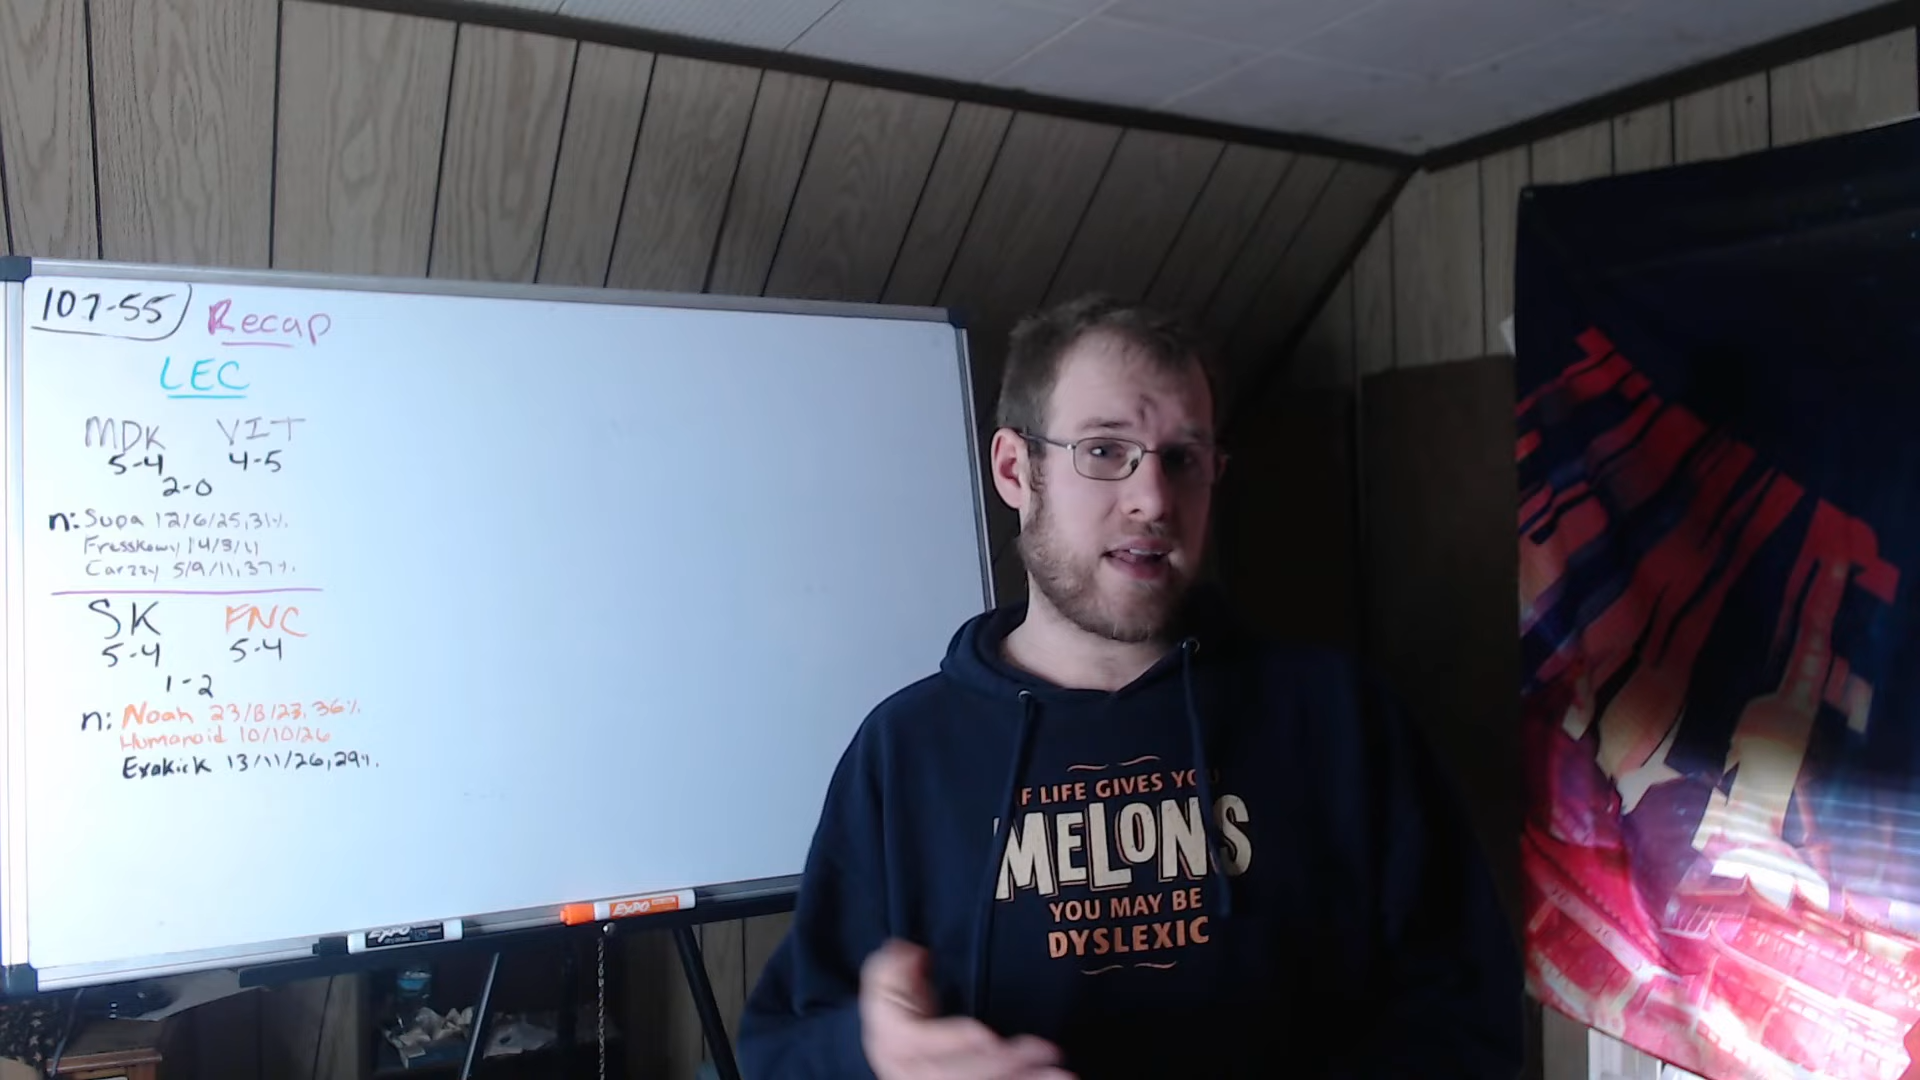 107-55
Recap
LEC
MDK VIT
5-4 4-5
2-0
n: Supa 12/6/25, 31%.
Fresskowy 14/3/11
Carzzy 5/9/11, 37%.
SK FNC
5-4 5-4
1-2
n: Noah 23/8/23, 36%.
Humanoid 10/10/26
Exakick 13/11/26, 29%.
EXPO
EXPO
F LIFE GIVES YOU
MELONS
YOU MAY BE
DYSLEXIC